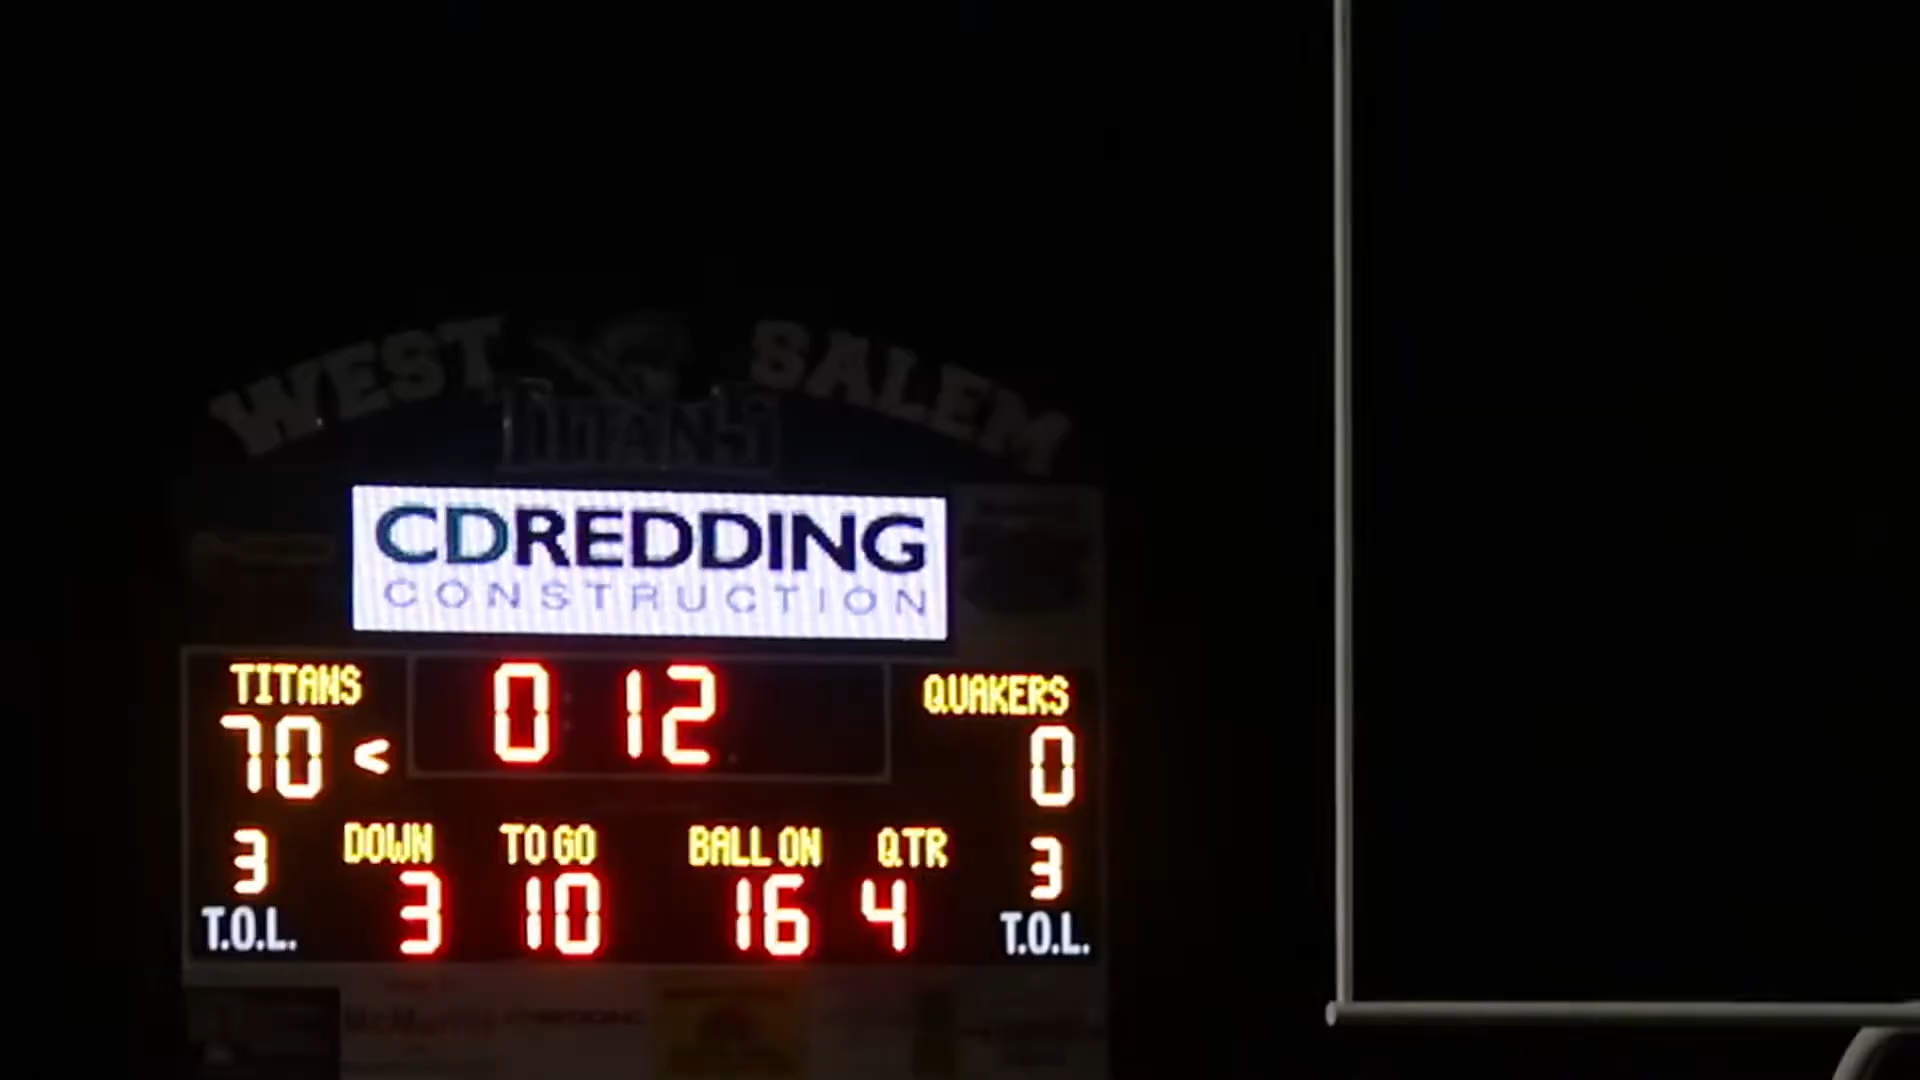 WEST SALEM
TITANS
CDREDDING
CONSTRUCTION
TITANS 0 12 QUAKERS
70 < 0
3 DOWN TO GO BALL ON QTR 3
T.O.L. 3 10 16 4 T.O.L.